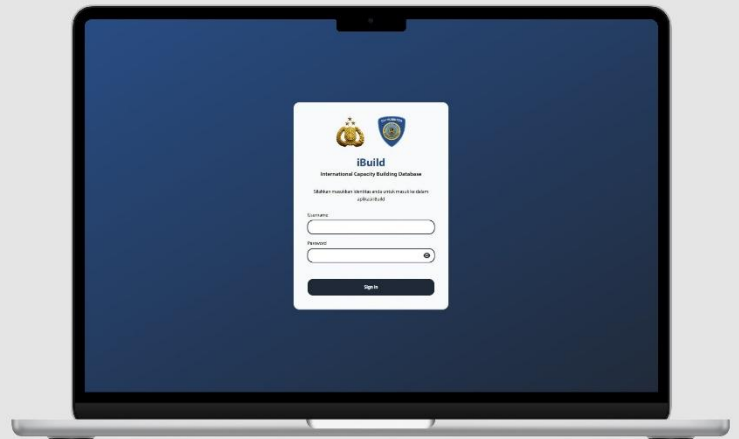 iBuild
International Capacity Building Database
Silahkan masukkan identitas anda untuk masuk ke dalam
aplikasi iBuild
Username
Password
Sign In